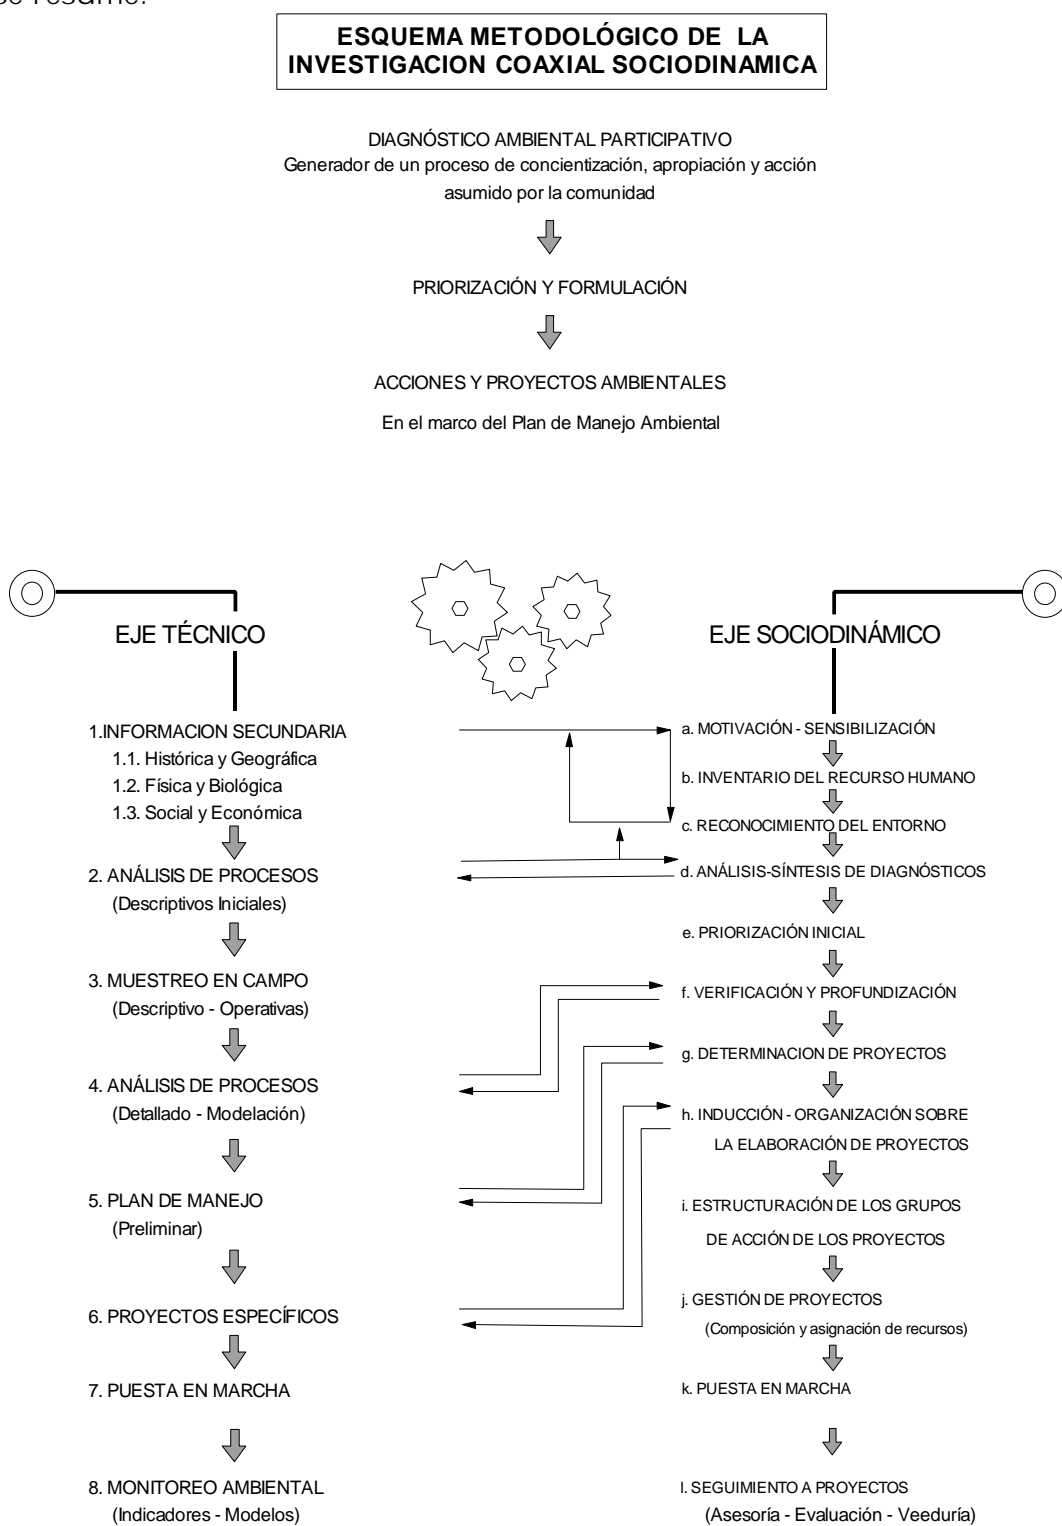 se resume:
ESQUEMA METODOLÓGICO DE LA
INVESTIGACION COAXIAL SOCIODINAMICA
DIAGNÓSTICO AMBIENTAL PARTICIPATIVO
Generador de un proceso de concientización, apropiación y acción
asumido por la comunidad
PRIORIZACIÓN Y FORMULACIÓN
ACCIONES Y PROYECTOS AMBIENTALES
En el marco del Plan de Manejo Ambiental
EJE TÉCNICO
1.INFORMACION SECUNDARIA
1.1. Histórica y Geográfica
1.2. Física y Biológica
1.3. Social y Económica
2. ANÁLISIS DE PROCESOS
(Descriptivos Iniciales)
3. MUESTREO EN CAMPO
(Descriptivo - Operativas)
4. ANÁLISIS DE PROCESOS
(Detallado - Modelación)
5. PLAN DE MANEJO
(Preliminar)
6. PROYECTOS ESPECÍFICOS
7. PUESTA EN MARCHA
8. MONITOREO AMBIENTAL
(Indicadores - Modelos)
EJE SOCIODINÁMICO
a. MOTIVACIÓN - SENSIBILIZACIÓN
b. INVENTARIO DEL RECURSO HUMANO
c. RECONOCIMIENTO DEL ENTORNO
d. ANÁLISIS-SÍNTESIS DE DIAGNÓSTICOS
e. PRIORIZACIÓN INICIAL
f. VERIFICACIÓN Y PROFUNDIZACIÓN
g. DETERMINACION DE PROYECTOS
h. INDUCCIÓN - ORGANIZACIÓN SOBRE
LA ELABORACIÓN DE PROYECTOS
i. ESTRUCTURACIÓN DE LOS GRUPOS
DE ACCIÓN DE LOS PROYECTOS
j. GESTIÓN DE PROYECTOS
(Composición y asignación de recursos)
k. PUESTA EN MARCHA
l. SEGUIMIENTO A PROYECTOS
(Asesoría - Evaluación - Veeduría)